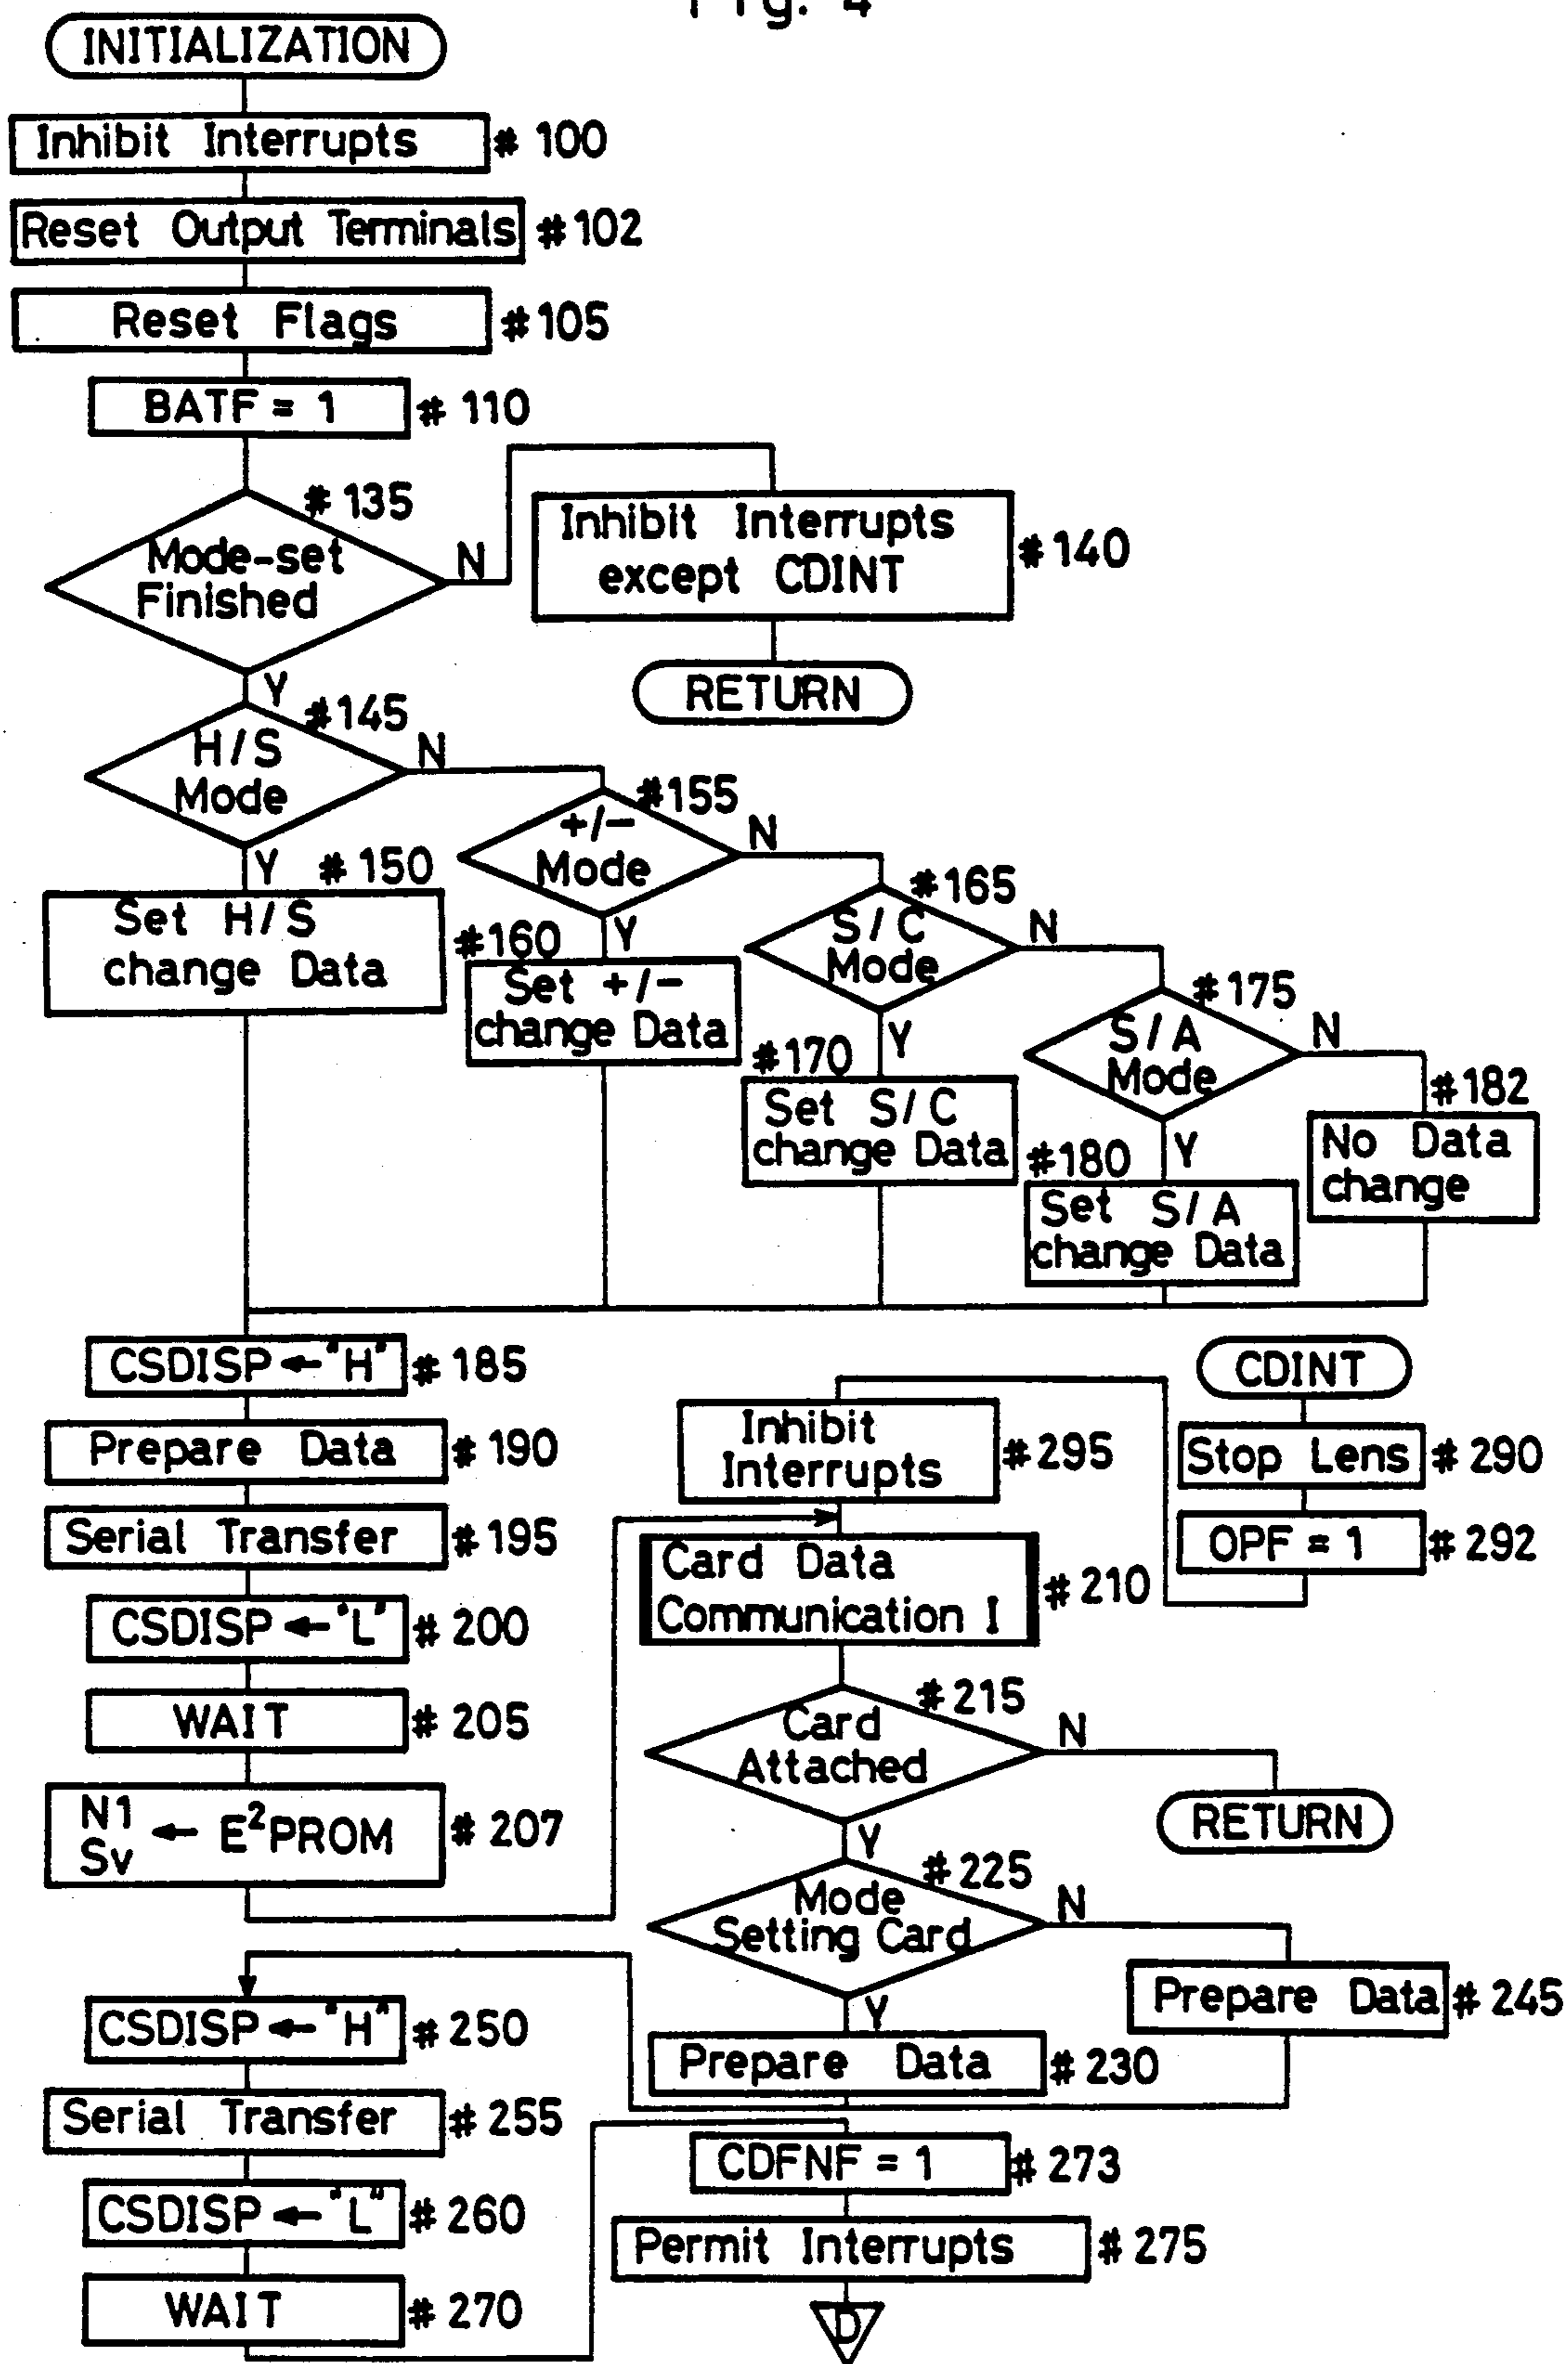 Fig. 4
INITIALIZATION
Inhibit Interrupts # 100
Reset Output Terminals # 102
Reset Flags # 105
BATF = 1 # 110
# 135
Mode-set
Finished
N
Y
Inhibit Interrupts
except CDINT
# 140
RETURN
# 145
H/S
Mode
N
Y
# 150
Set H/S
change Data
# 155
+/-
Mode
N
Y
# 160
Set +/-
change Data
# 165
S/C
Mode
N
Y
# 170
Set S/C
change Data
# 175
S/A
Mode
N
Y
# 180
Set S/A
change Data
# 182
No Data
change
CSDISP ← "H" # 185
Prepare Data # 190
Serial Transfer # 195
CSDISP ← "L" # 200
WAIT # 205
N1
Sv ← E²PROM # 207
CDINT
Stop Lens # 290
OPF = 1 # 292
Inhibit
Interrupts
# 295
Card Data
Communication I
# 210
# 215
Card
Attached
N
Y
RETURN
# 225
Mode
Setting Card
N
Y
Prepare Data # 245
Prepare Data # 230
CSDISP ← "H" # 250
Serial Transfer # 255
CSDISP ← "L" # 260
WAIT # 270
CDFNF = 1 # 273
Permit Interrupts # 275
D